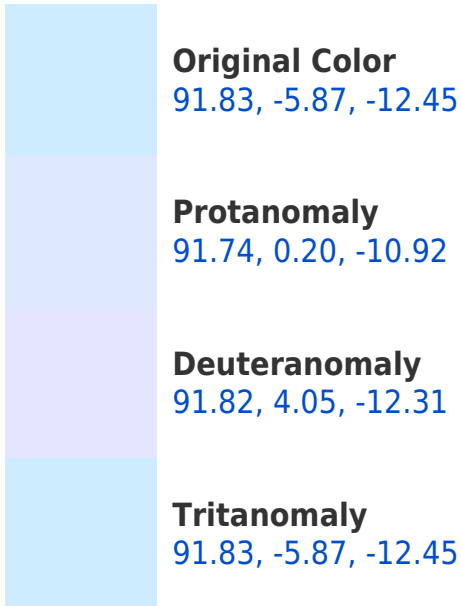 Original Color
91.83, -5.87, -12.45
Protanomaly
91.74, 0.20, -10.92
Deuteranomaly
91.82, 4.05, -12.31
Tritanomaly
91.83, -5.87, -12.45